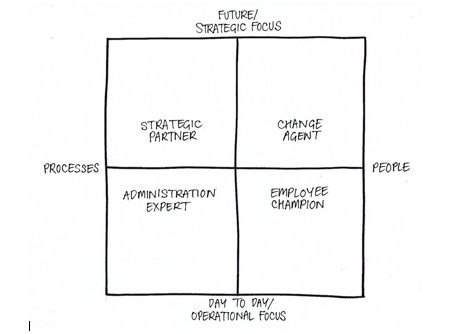 FUTURE/
STRATEGIC FOCUS
STRATEGIC
PARTNER
CHANGE
AGENT
PROCESSES
PEOPLE
ADMINISTRATION
EXPERT
EMPLOYEE
CHAMPION
DAY TO DAY/
OPERATIONAL FOCUS